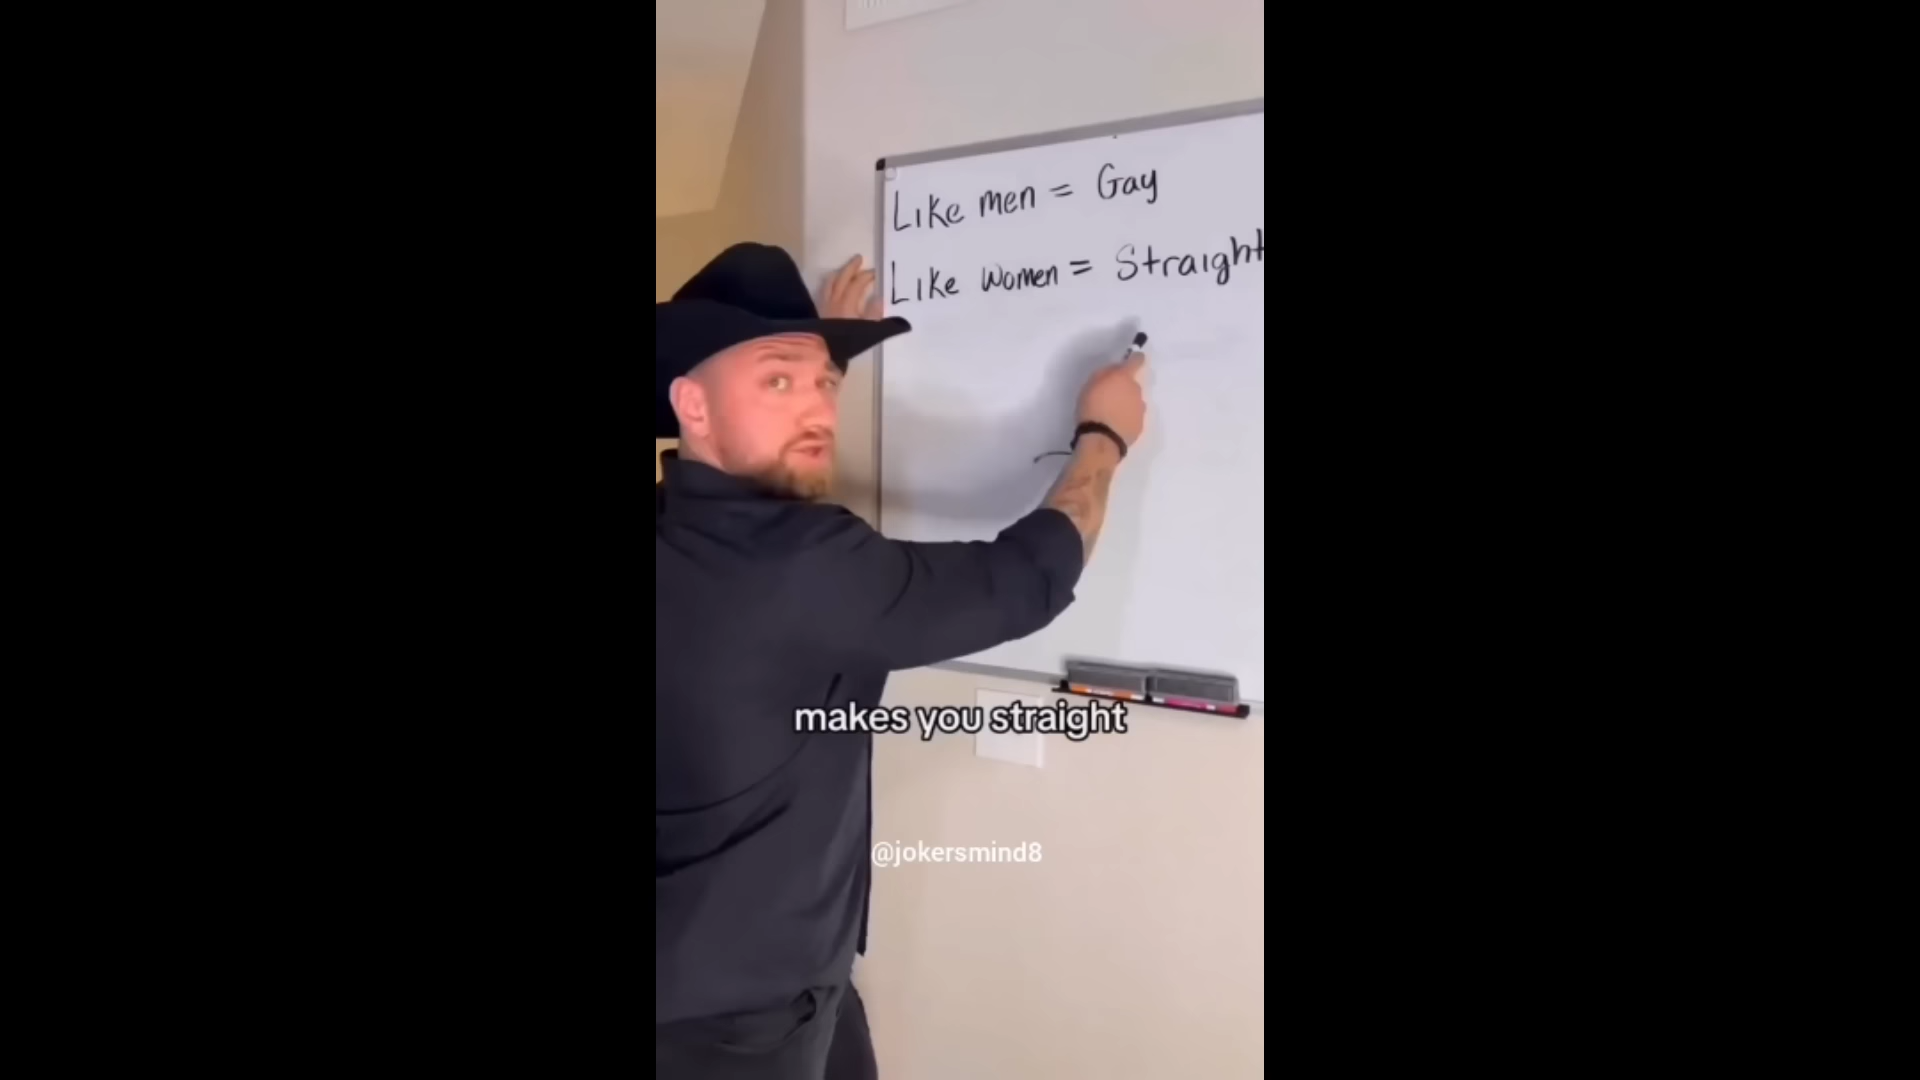 Like men = Gay
Like women = Straight
makes you straight
@jokersmind8